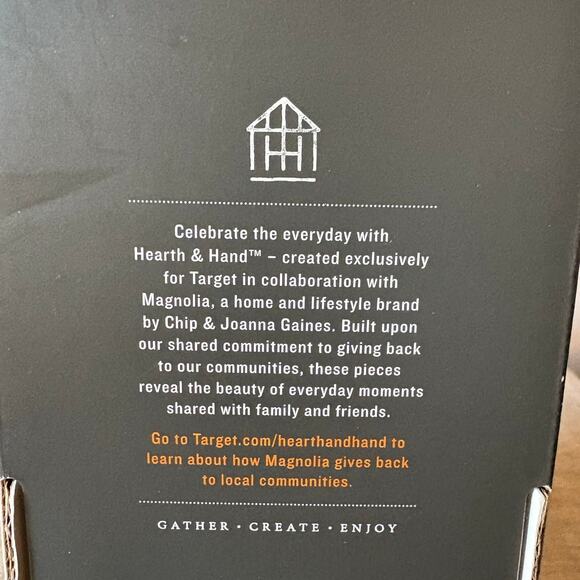 Celebrate the everyday with
Hearth & Hand™ – created exclusively
for Target in collaboration with
Magnolia, a home and lifestyle brand
by Chip & Joanna Gaines. Built upon
our shared commitment to giving back
to our communities, these pieces
reveal the beauty of everyday moments
shared with family and friends.
Go to Target.com/hearthandhand to
learn about how Magnolia gives back
to local communities.
GATHER · CREATE · ENJOY